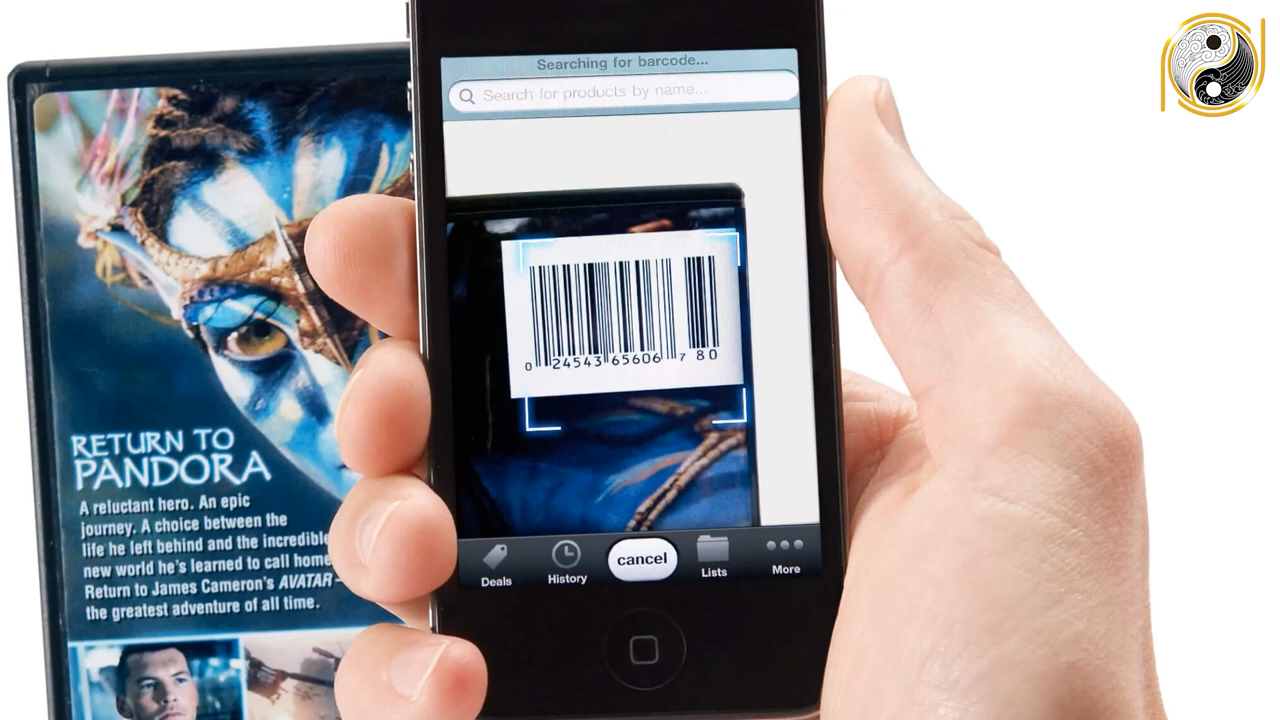 Searching for barcode...
Search for products by name...
0 24543 65606 7 80
RETURN TO
PANDORA
A reluctant hero. An epic
journey. A choice between the
life he left behind and the incredible
new world he's learned to call home.
Return to James Cameron's AVATAR –
the greatest adventure of all time.
Deals
History
cancel
Lists
More